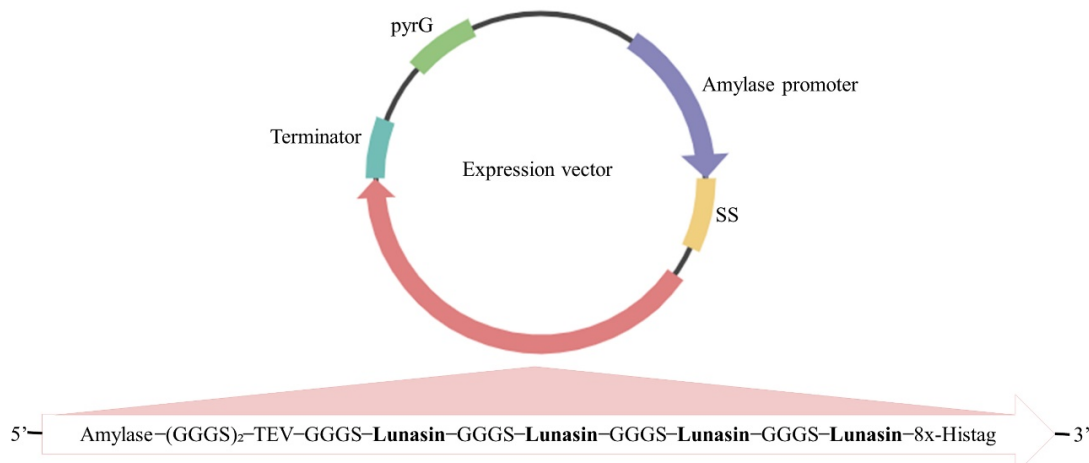 pyrG
Amylase promoter
Terminator
Expression vector
SS
5’ Amylase–(GGGS)₂–TEV–GGGS–Lunasin–GGGS–Lunasin–GGGS–Lunasin–GGGS–Lunasin–8x-Histag 3’